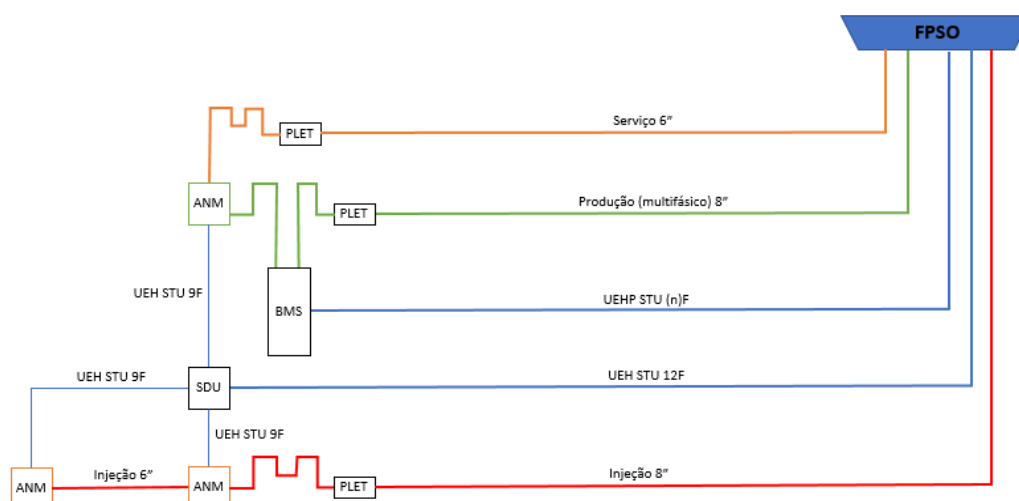 FPSO
Serviço 6”
PLET
ANM
Produção (multifásico) 8”
PLET
UEH STU 9F
UEHP STU (n)F
BMS
UEH STU 9F
SDU
UEH STU 12F
UEH STU 9F
Injeção 6”
Injeção 8”
ANM
ANM
PLET